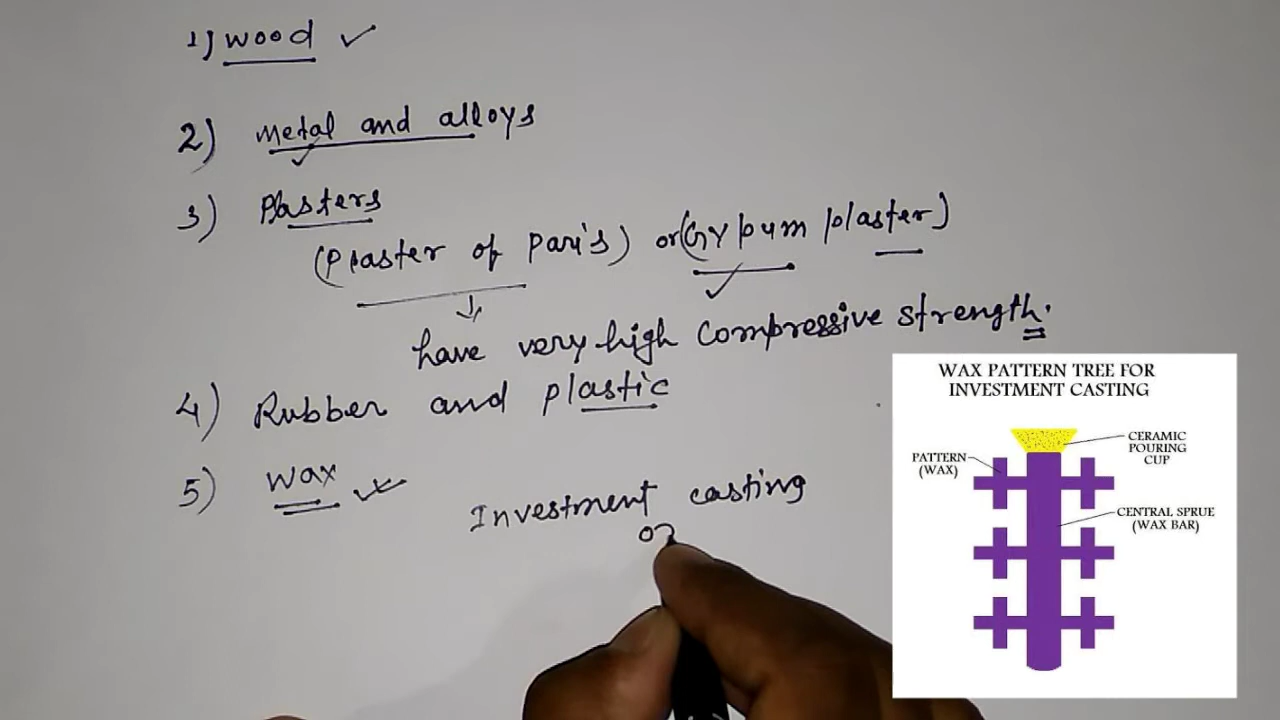 1) wood
2) metal and alloys
3) Plasters
(Plaster of paris) or (Gypum plaster)
have very high compressive strength.
4) Rubber and plastic
5) wax
Investment casting
or
WAX PATTERN TREE FOR
INVESTMENT CASTING
CERAMIC
POURING
CUP
PATTERN
(WAX)
CENTRAL SPRUE
(WAX BAR)